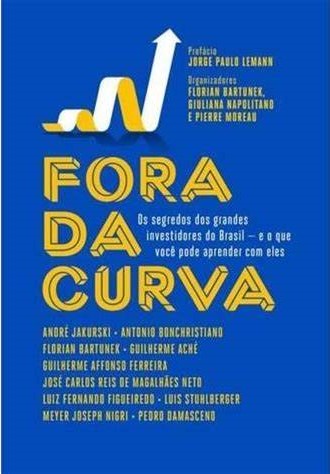 Prefácio
JORGE PAULO LEMANN
Organizadores
FLORIAN BARTUNEK,
GIULIANA NAPOLITANO
E PIERRE MOREAU
FORA
DA
CURVA
Os segredos dos grandes
investidores do Brasil – e o que
você pode aprender com eles
ANDRÉ JAKURSKI • ANTONIO BONCHRISTIANO
FLORIAN BARTUNEK • GUILHERME ACHÉ
GUILHERME AFFONSO FERREIRA
JOSÉ CARLOS REIS DE MAGALHÃES NETO
LUIZ FERNANDO FIGUEIREDO • LUIS STUHLBERGER
MEYER JOSEPH NIGRI • PEDRO DAMASCENO